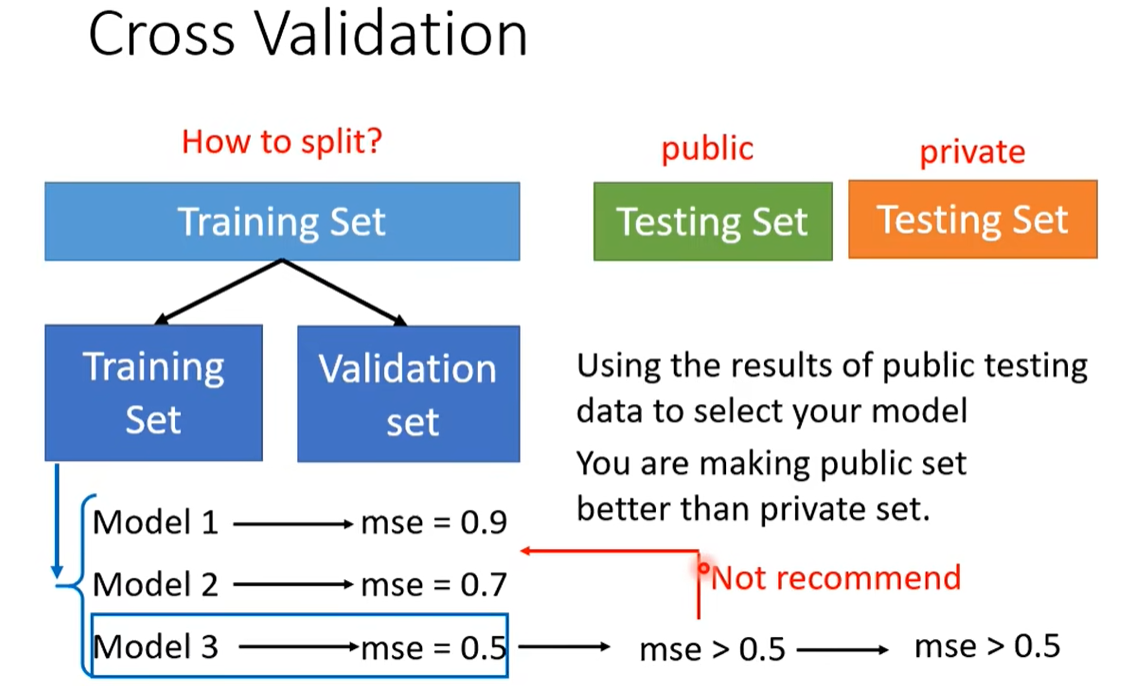 Cross Validation
How to split?
public
private
Training Set
Testing Set
Testing Set
Training
Set
Validation
set
Using the results of public testing
data to select your model
You are making public set
better than private set.
Model 1
mse = 0.9
Model 2
mse = 0.7
Not recommend
Model 3
mse = 0.5
mse > 0.5
mse > 0.5